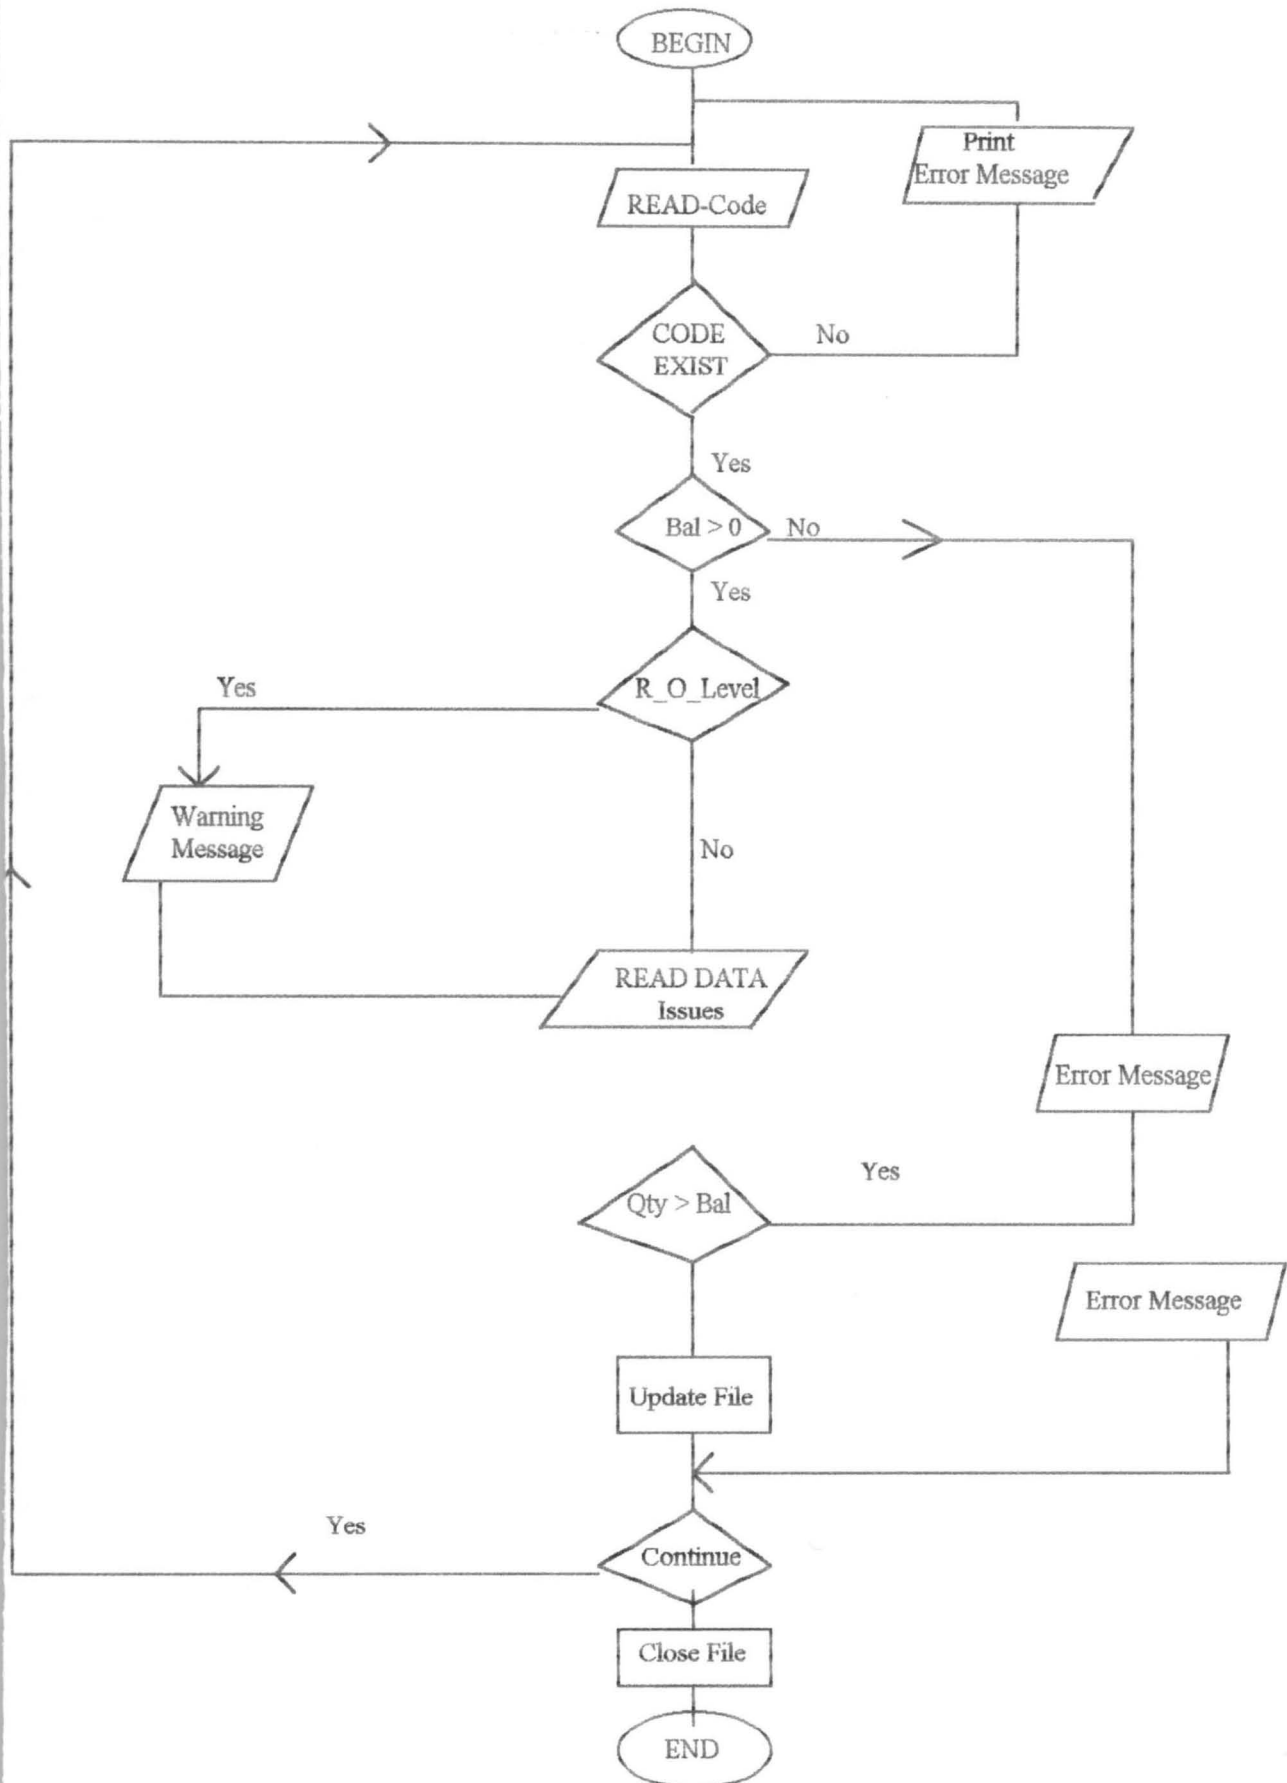 BEGIN
Print
Error Message
READ-Code
CODE
EXIST
No
Yes
Bal > 0
No
Yes
R_O_Level
Yes
Warning
Message
No
READ DATA
Issues
Error Message
Qty > Bal
Yes
Error Message
Update File
Yes
Continue
Close File
END